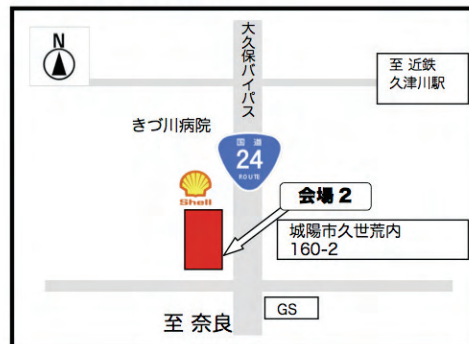 N
大久保バイパス
至 近鉄
久津川駅
きづ川病院
国道
24
ROUTE
Shell
会場 2
城陽市久世荒内
160-2
至 奈良
GS